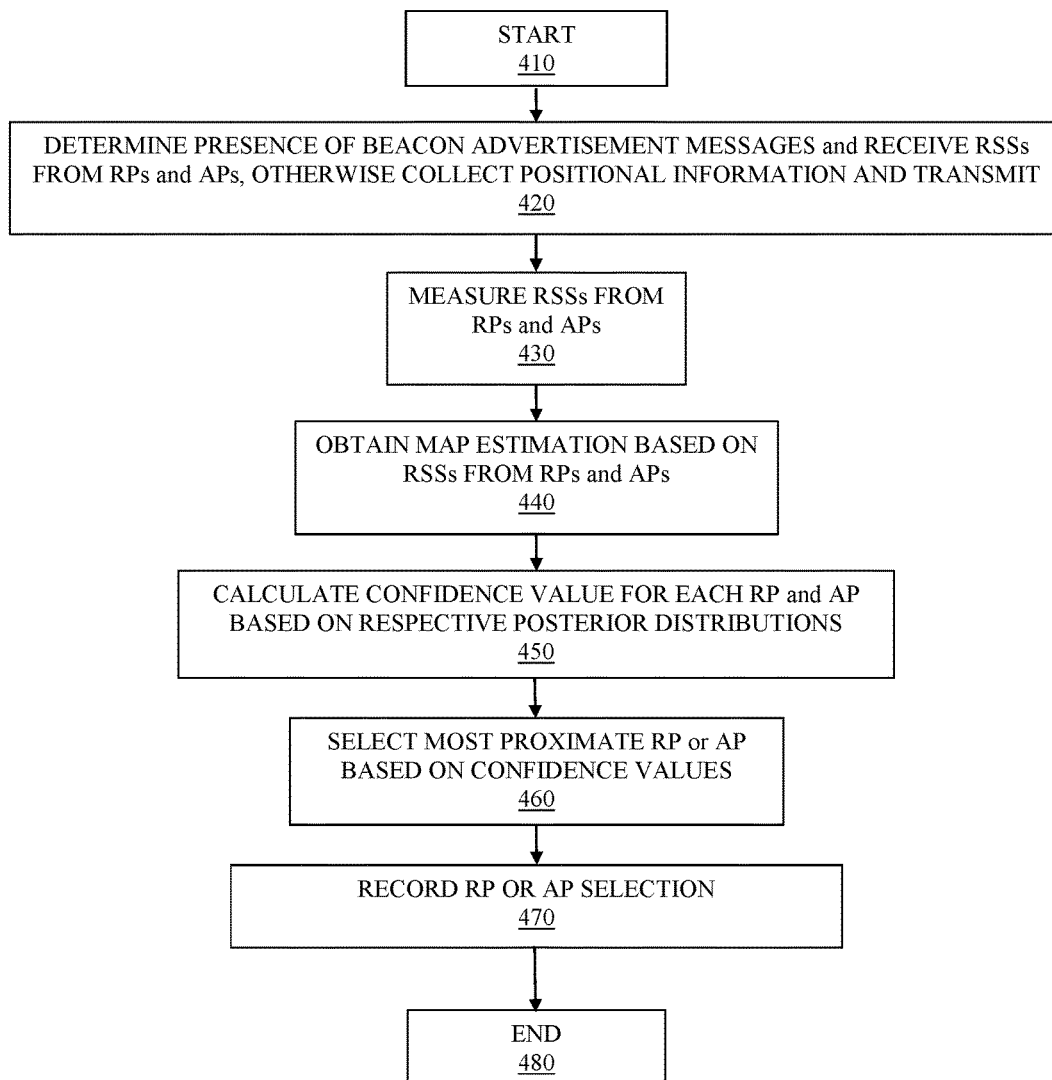 START
410
DETERMINE PRESENCE OF BEACON ADVERTISEMENT MESSAGES and RECEIVE RSSs
FROM RPs and APs, OTHERWISE COLLECT POSITIONAL INFORMATION AND TRANSMIT
420
MEASURE RSSs FROM
RPs and APs
430
OBTAIN MAP ESTIMATION BASED ON
RSSs FROM RPs and APs
440
CALCULATE CONFIDENCE VALUE FOR EACH RP and AP
BASED ON RESPECTIVE POSTERIOR DISTRIBUTIONS
450
SELECT MOST PROXIMATE RP or AP
BASED ON CONFIDENCE VALUES
460
RECORD RP OR AP SELECTION
470
END
480